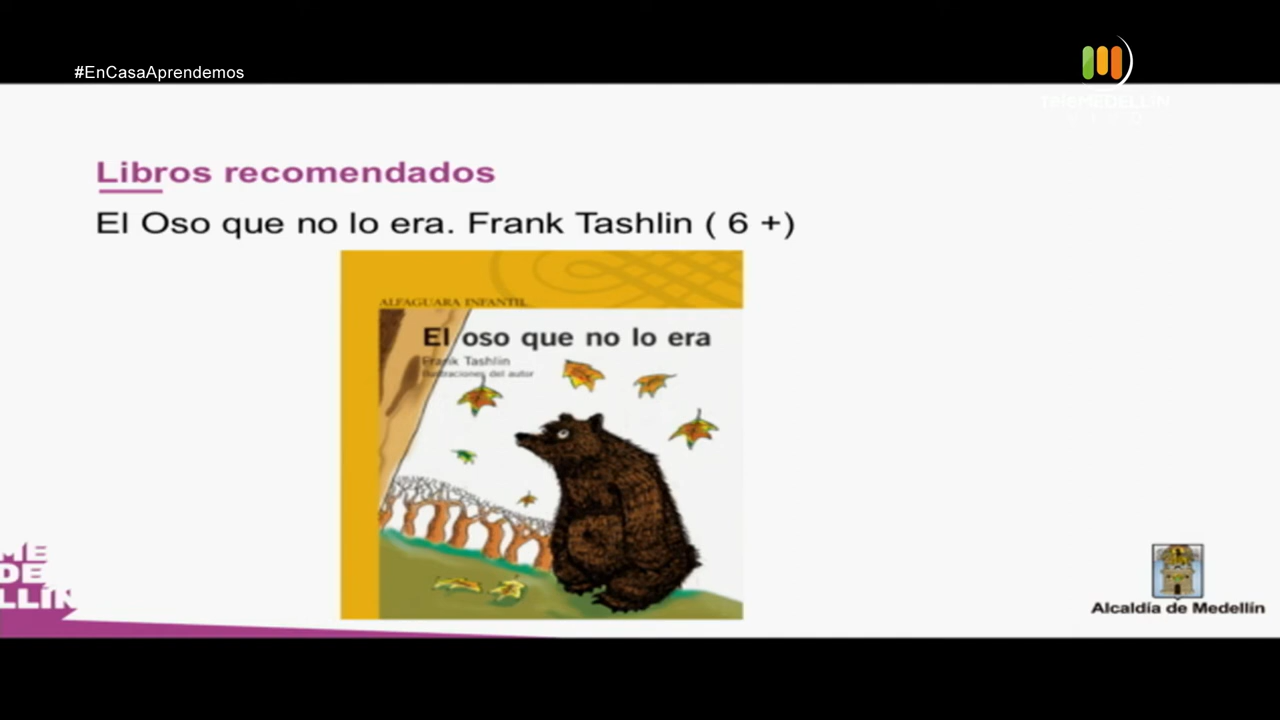 #EnCasaAprendemos
TeleMEDELLÍN
Libros recomendados
El Oso que no lo era. Frank Tashlin ( 6 +)
ALFAGUARA INFANTIL
El oso que no lo era
Frank Tashlin
Ilustraciones del autor
ME
DE
LLÍN
Alcaldía de Medellín